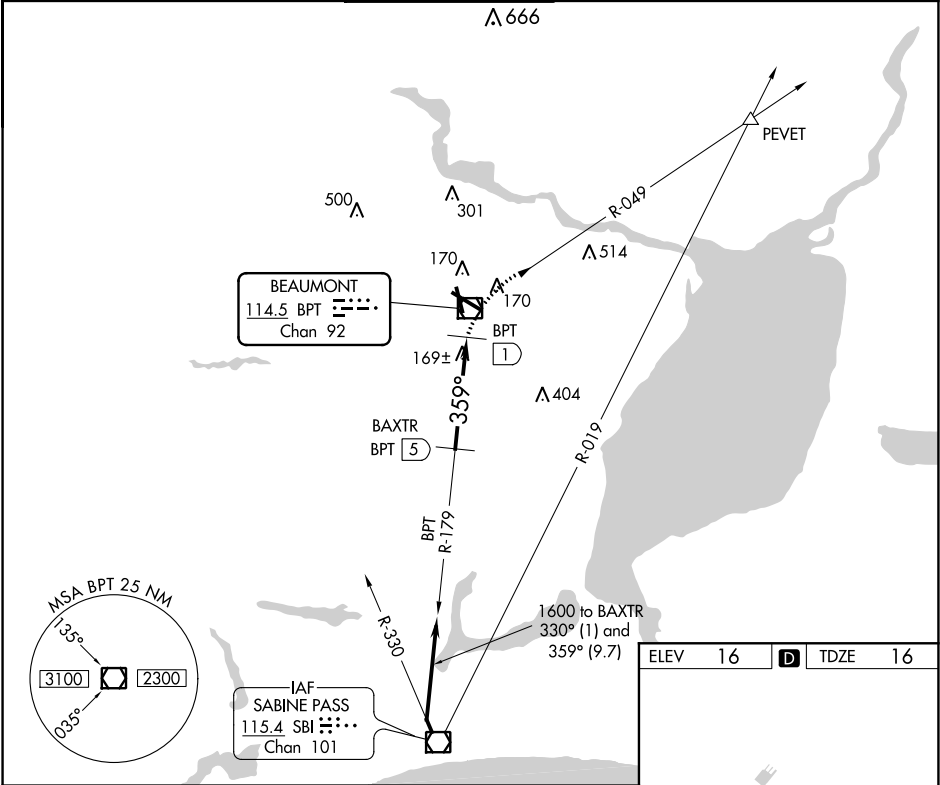 666
PEVET
R-049
500
301
514
170
170
BEAUMONT
114.5 BPT
Chan 92
BPT
1
169±
359°
404
BAXTR
BPT 5
R-019
BPT
R-179
MSA BPT 25 NM
135°
3100
2300
035°
R-330
1600 to BAXTR
330° (1) and
359° (9.7)
IAF
SABINE PASS
115.4 SBI
Chan 101
ELEV 16 D TDZE 16